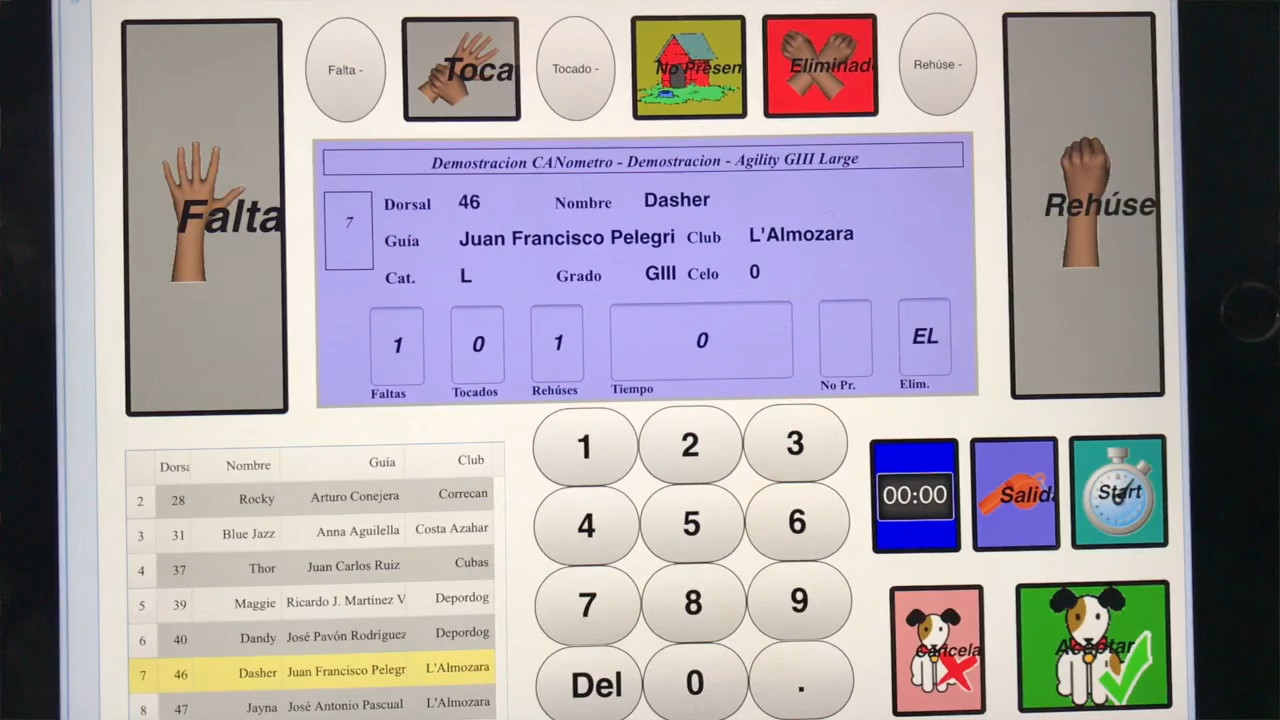 Falta
Falta -
Toca
Tocado -
No Presen
Eliminad
Rehúse -
Rehúse
Demostracion CANometro - Demostracion - Agility GIII Large
7
Dorsal 46 Nombre Dasher
Guía Juan Francisco Pelegri Club L'Almozara
Cat. L Grado GIII Celo 0
1 0 1 0 EL
Faltas Tocados Rehúses Tiempo No Pr. Elim.
Dorsa Nombre Guía Club
2 28 Rocky Arturo Conejera Correcan
3 31 Blue Jazz Anna Aguilella Costa Azahar
4 37 Thor Juan Carlos Ruiz Cubas
5 39 Maggie Ricardo J. Martinez V Depordog
6 40 Dandy José Pavón Rodríguez Depordog
7 46 Dasher Juan Francisco Pelegr L'Almozara
8 47 Jayna José Antonio Pascual L'Almozara
1 2 3
4 5 6
7 8 9
Del 0 .
00:00
Salid
Start
Cancela
Aceptar